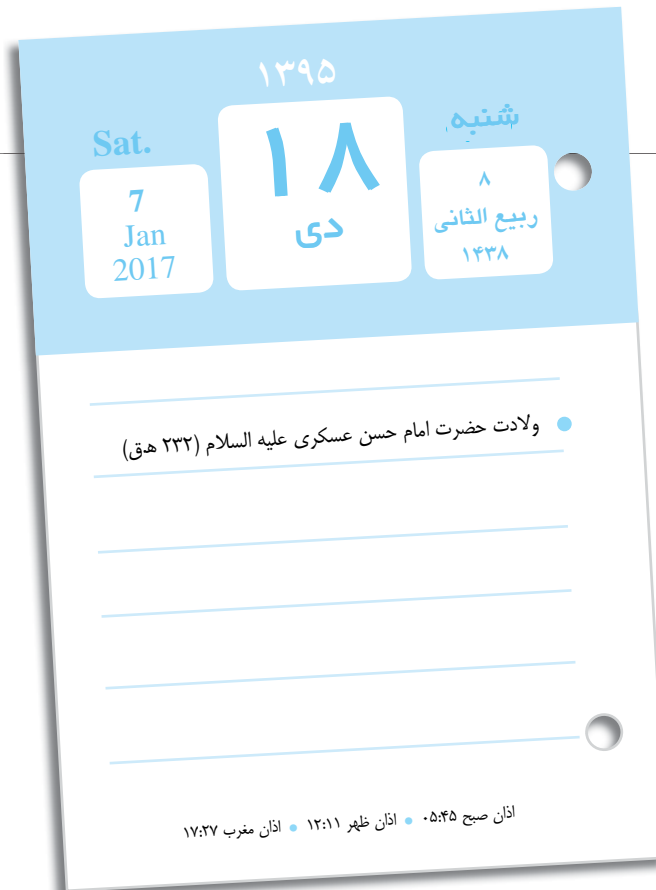 ۱۳۹۵
شنبه
۱۸
دی
۸
ربیع الثانی
۱۴۳۸
Sat.
7
Jan
2017
ولادت حضرت امام حسن عسکری علیه السلام (۲۳۲ ه‍.ق)
اذان صبح ۰۵:۴۵ • اذان ظهر ۱۲:۱۱ • اذان مغرب ۱۷:۲۷